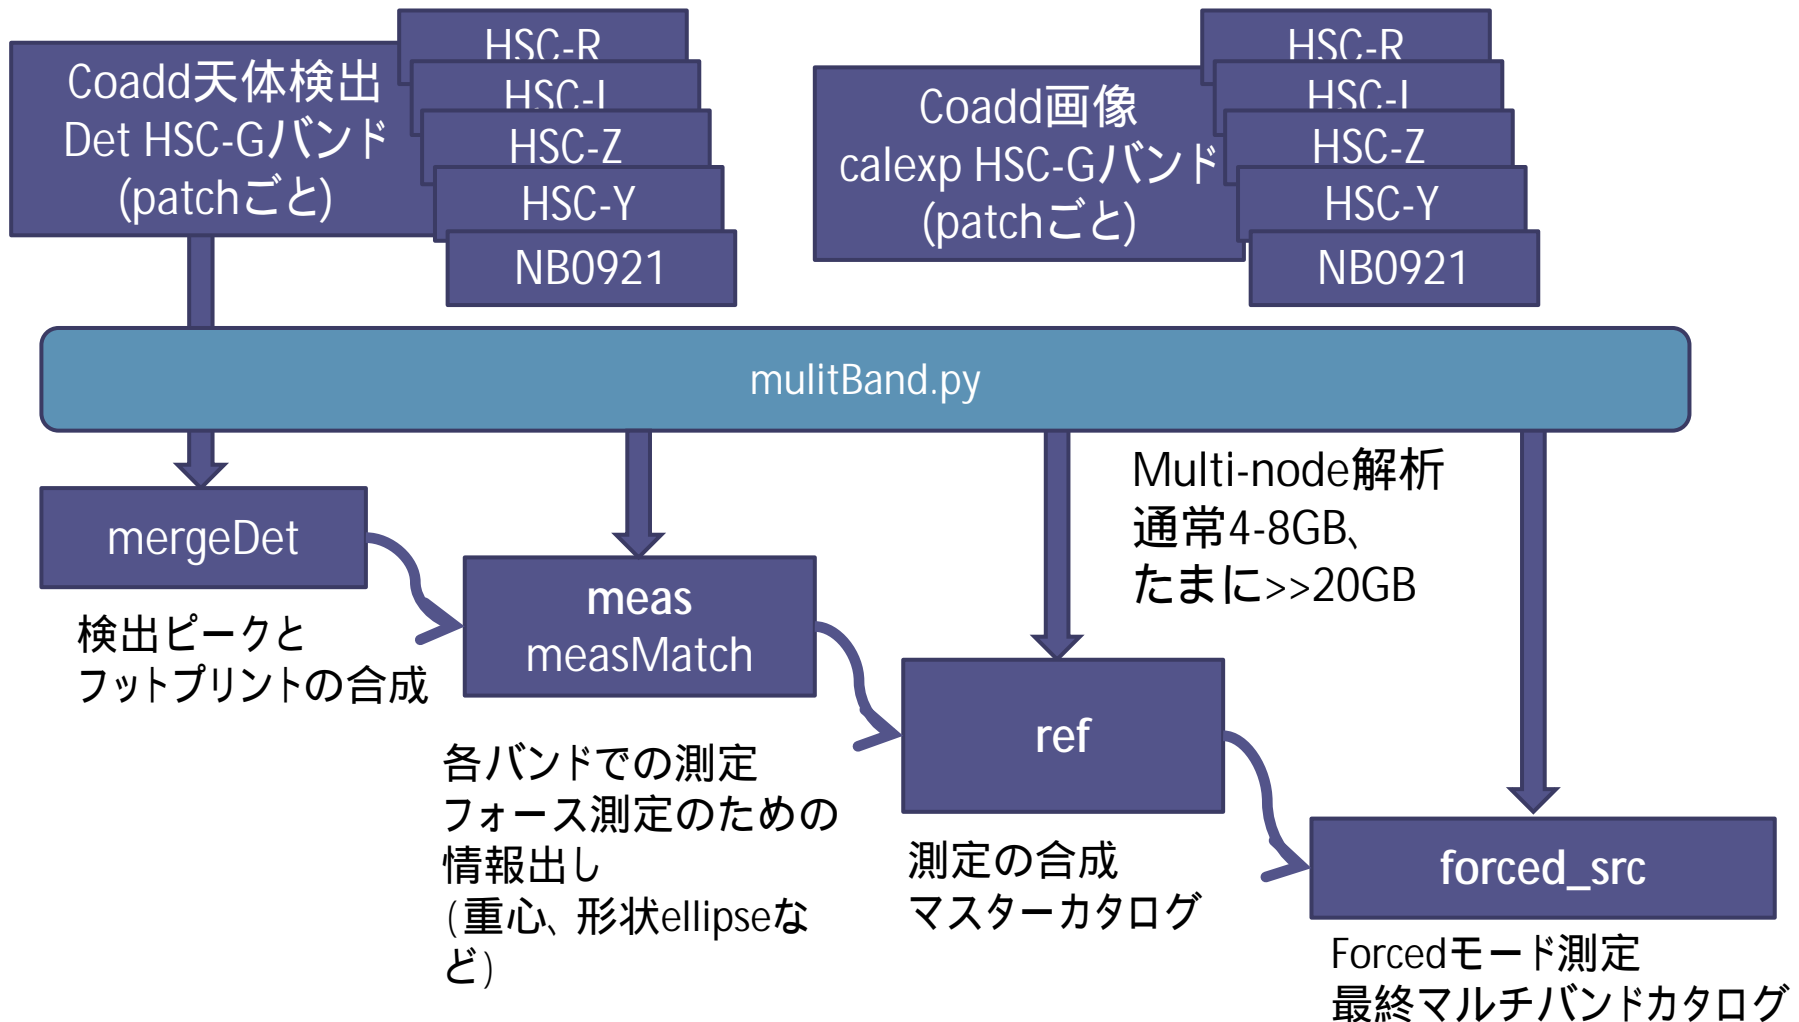 Coadd天体検出
Det HSC-Gバンド
(patchごと)
HSC-R
HSC-I
HSC-Z
HSC-Y
NB0921
Coadd画像
calexp HSC-Gバンド
(patchごと)
HSC-R
HSC-I
HSC-Z
HSC-Y
NB0921
mulitBand.py
mergeDet
検出ピークと
フットプリントの合成
meas
measMatch
各バンドでの測定
フォース測定のための
情報出し
(重心、形状ellipseな
ど)
Multi-node解析
通常4-8GB、
たまに>>20GB
ref
測定の合成
マスターカタログ
forced_src
Forcedモード測定
最終マルチバンドカタログ